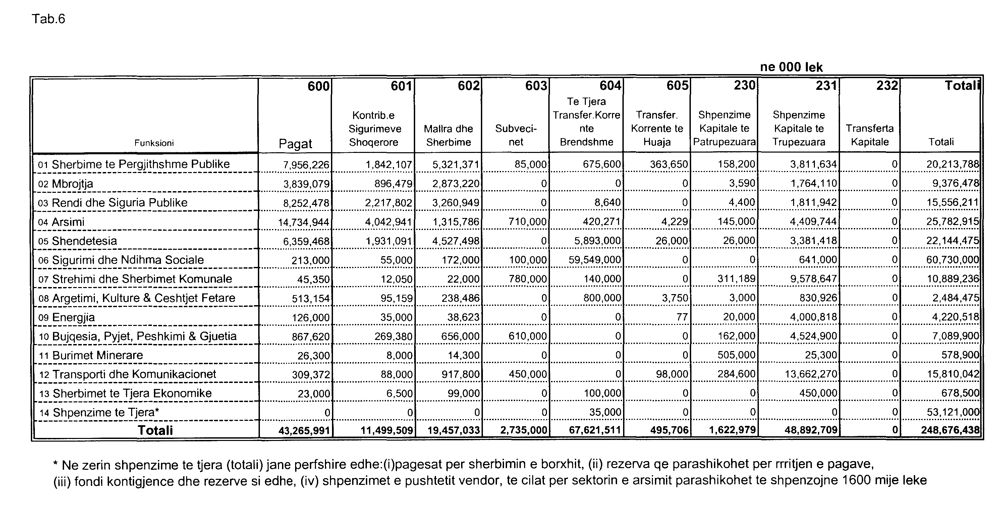 Tab.6
ne 000 lek
600 601 602 603 604 605 230 231 232 Totali
Funksioni Pagat Kontrib.e Sigurimeve Shoqerore Mallra dhe Sherbime Subveci-net Te Tjera Transfer.Korrente Brendshme Transfer. Korrente te Huaja Shpenzime Kapitale te Patrupezuara Shpenzime Kapitale te Trupezuara Transferta Kapitale Totali
01 Sherbime te Pergjithshme Publike 7,956,226 1,842,107 5,321,371 85,000 675,600 363,650 158,200 3,811,634 0 20,213,788
02 Mbrojtja 3,839,079 896,479 2,873,220 0 0 0 3,590 1,764,110 0 9,376,478
03 Rendi dhe Siguria Publike 8,252,478 2,217,802 3,260,949 0 8,640 0 4,400 1,811,942 0 15,556,211
04 Arsimi 14,734,944 4,042,941 1,315,786 710,000 420,271 4,229 145,000 4,409,744 0 25,782,915
05 Shendetesia 6,359,468 1,931,091 4,527,498 0 5,893,000 26,000 26,000 3,381,418 0 22,144,475
06 Sigurimi dhe Ndihma Sociale 213,000 55,000 172,000 100,000 59,549,000 0 0 641,000 0 60,730,000
07 Strehimi dhe Sherbimet Komunale 45,350 12,050 22,000 780,000 140,000 0 311,189 9,578,647 0 10,889,236
08 Argetimi, Kulture & Ceshtjet Fetare 513,154 95,159 238,486 0 800,000 3,750 3,000 830,926 0 2,484,475
09 Energjia 126,000 35,000 38,623 0 0 77 20,000 4,000,818 0 4,220,518
10 Bujqesia, Pyjet, Peshkimi & Gjuetia 867,620 269,380 656,000 610,000 0 0 162,000 4,524,900 0 7,089,900
11 Burimet Minerare 26,300 8,000 14,300 0 0 0 505,000 25,300 0 578,900
12 Transporti dhe Komunikacionet 309,372 88,000 917,800 450,000 0 98,000 284,600 13,662,270 0 15,810,042
13 Sherbimet te Tjera Ekonomike 23,000 6,500 99,000 0 100,000 0 0 450,000 0 678,500
14 Shpenzime te Tjera* 0 0 0 0 35,000 0 0 0 0 53,121,000
Totali 43,265,991 11,499,509 19,457,033 2,735,000 67,621,511 495,706 1,622,979 48,892,709 0 248,676,438
* Ne zerin shpenzime te tjera (totali) jane perfshire edhe:(i)pagesat per sherbimin e borxhit, (ii) rezerva qe parashikohet per rrritjen e pagave,
(iii) fondi kontigjence dhe rezerve si edhe, (iv) shpenzimet e pushtetit vendor, te cilat per sektorin e arsimit parashikohet te shpenzojne 1600 mije leke